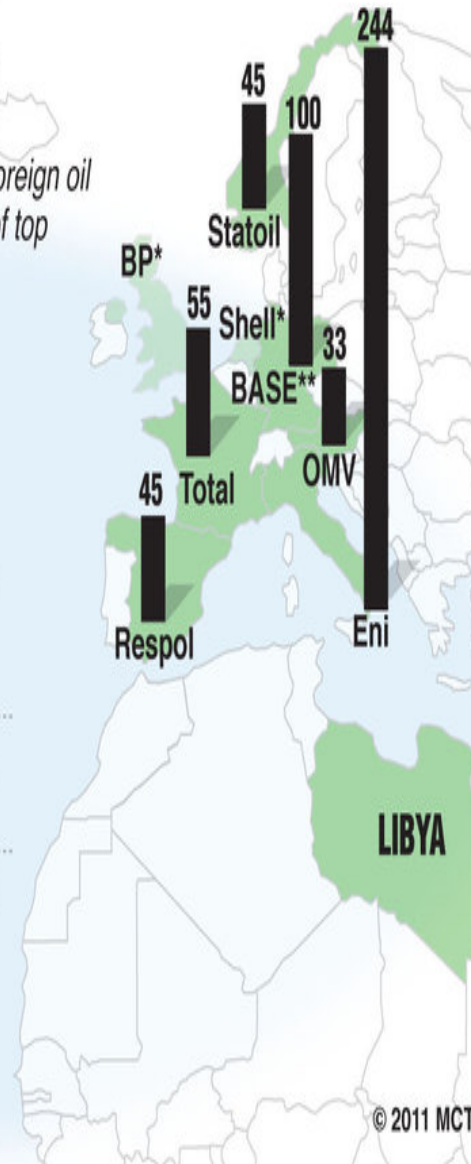 oreign oil
f top
244
45
100
Statoil
BP*
55
Shell*
33
BASE**
OMV
Total
45
Eni
Respol
LIBYA
© 2011 MCT